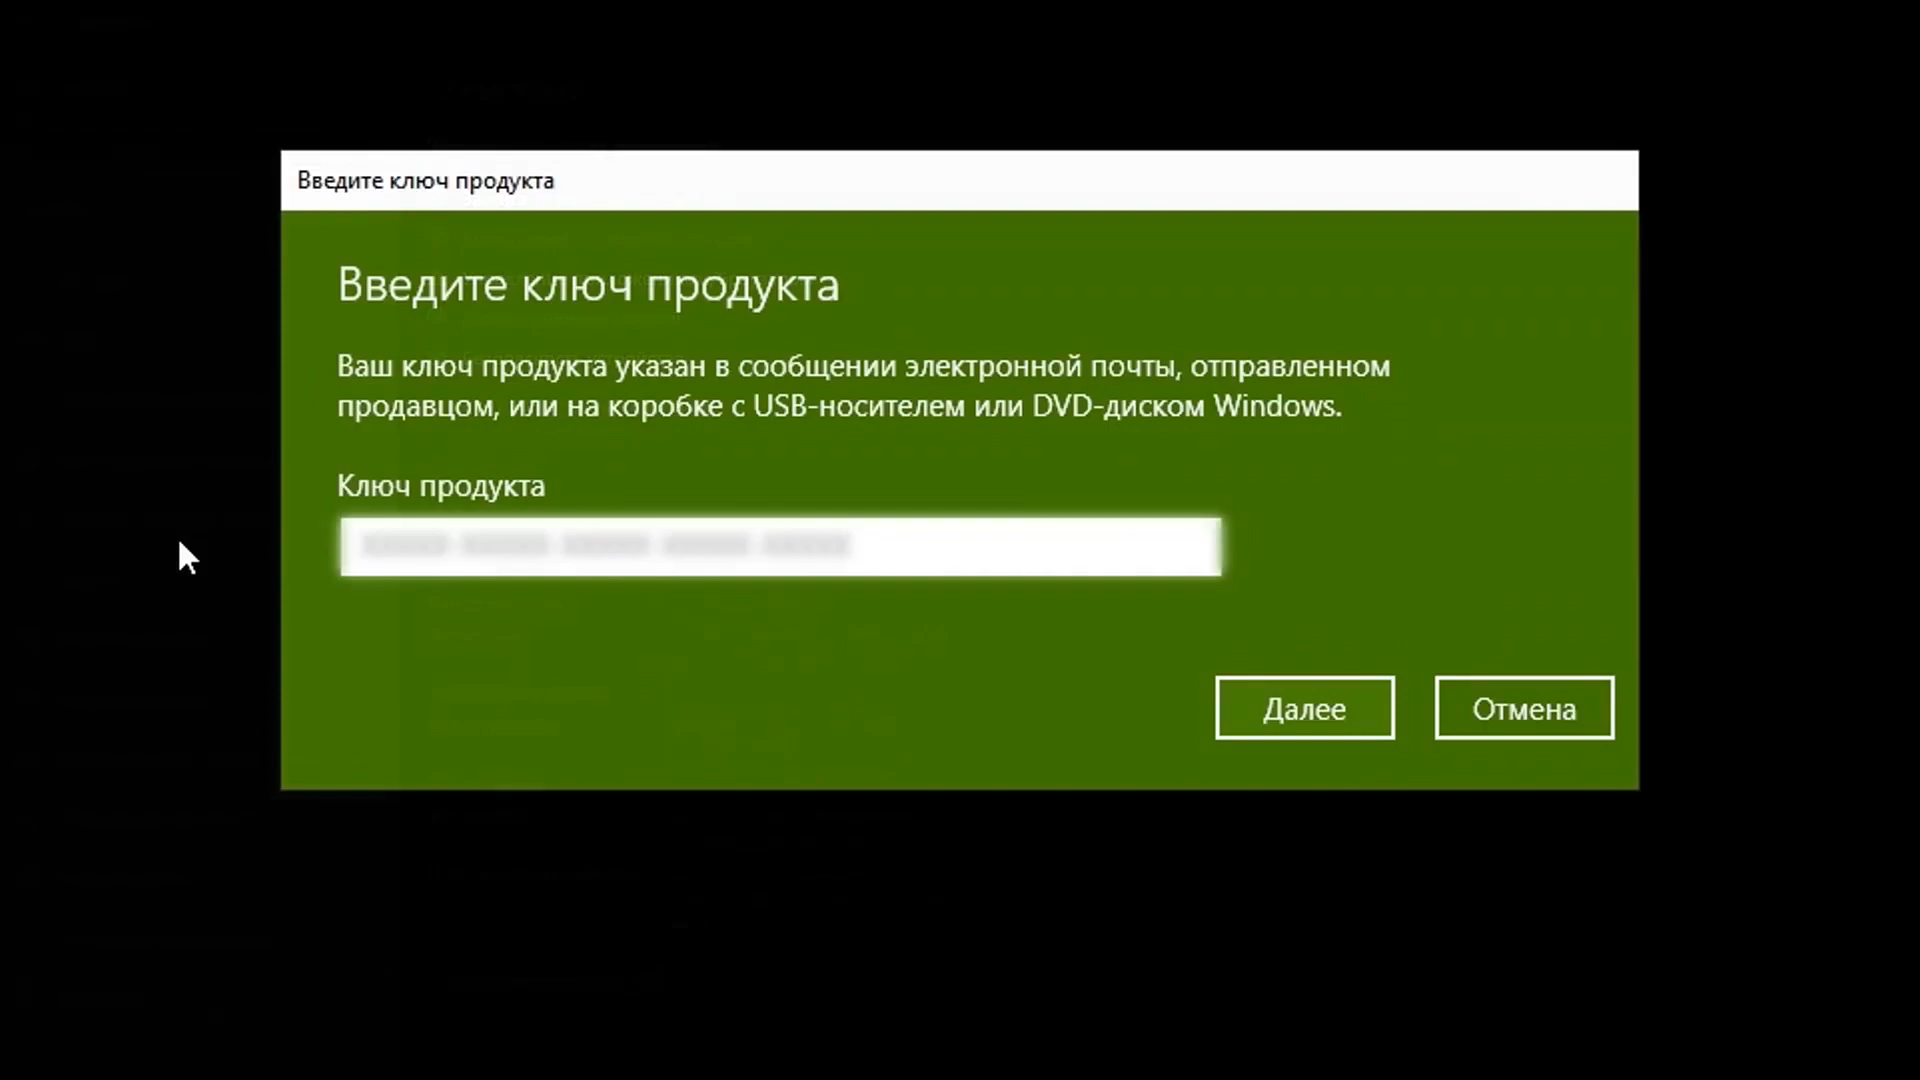 Введите ключ продукта
Введите ключ продукта
Ваш ключ продукта указан в сообщении электронной почты, отправленном
продавцом, или на коробке с USB-носителем или DVD-диском Windows.
Ключ продукта
Далее
Отмена